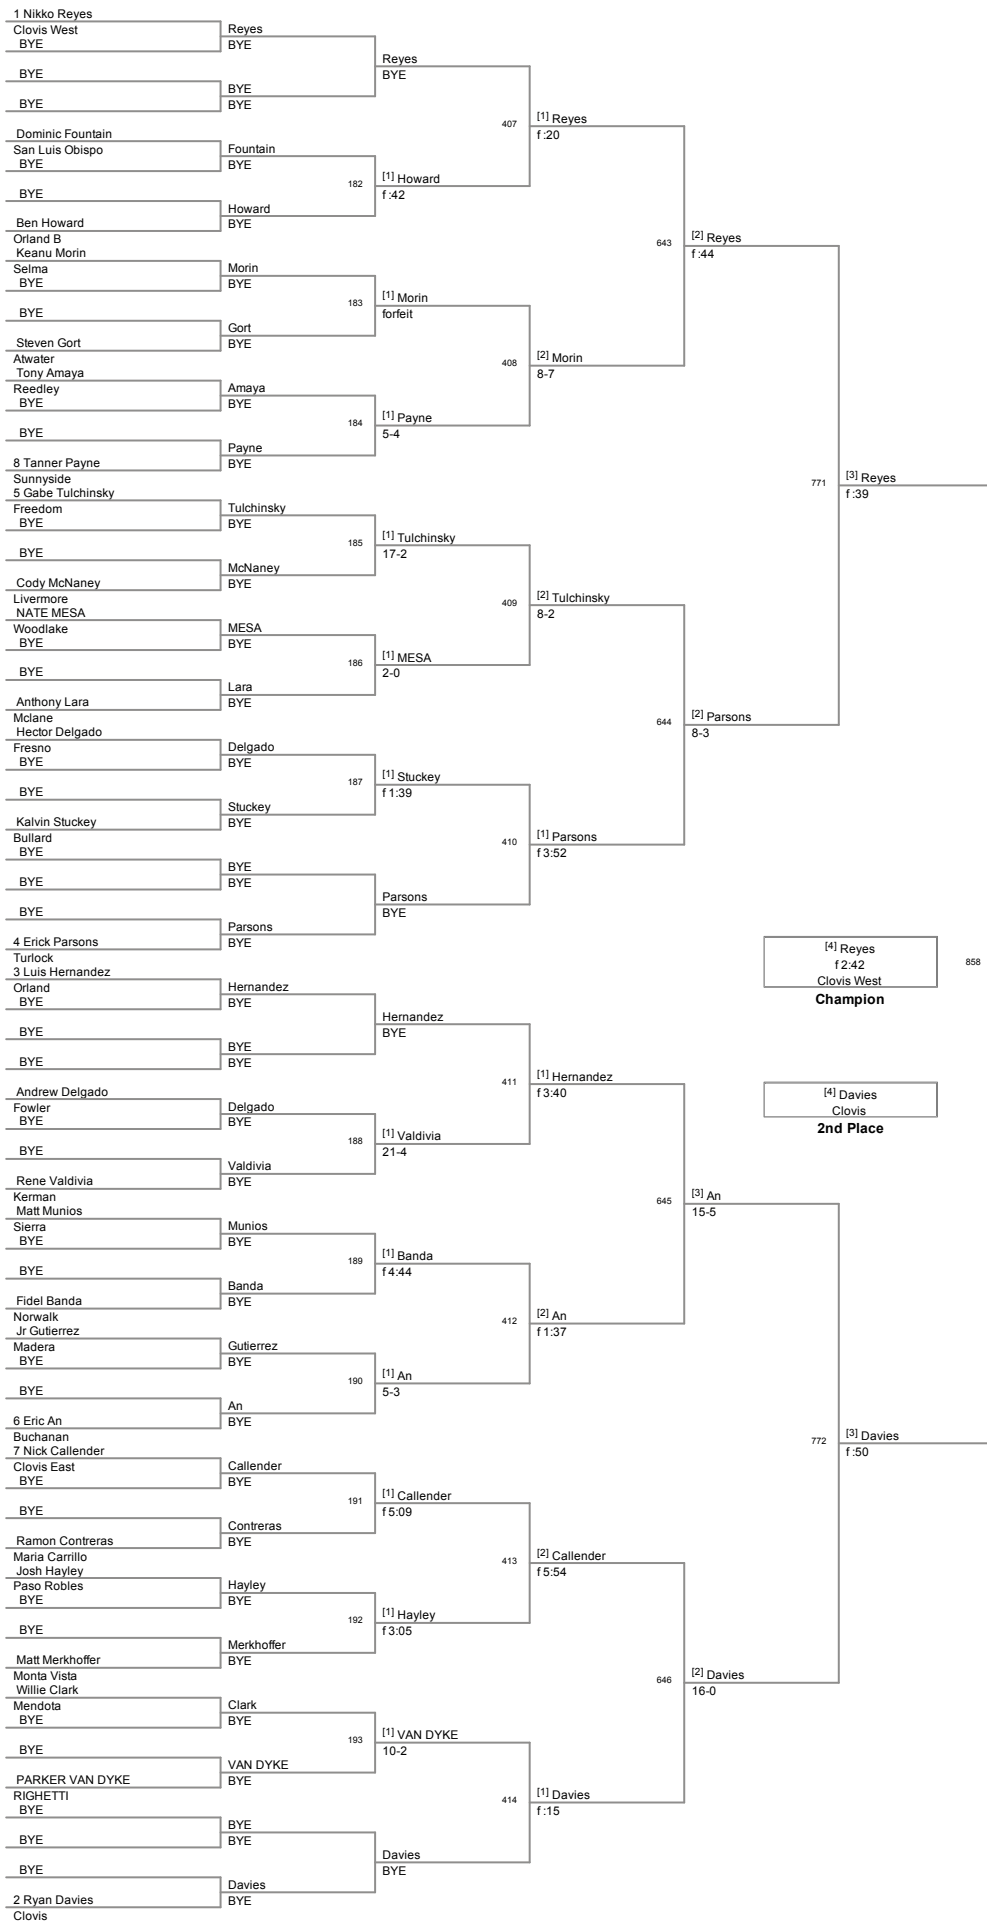 1 Nikko Reyes
Clovis West
BYE
BYE
BYE
Dominic Fountain
San Luis Obispo
BYE
BYE
Ben Howard
Orland B
Keanu Morin
Selma
BYE
BYE
Steven Gort
Atwater
Tony Amaya
Reedley
BYE
BYE
8 Tanner Payne
Sunnyside
5 Gabe Tulchinsky
Freedom
BYE
BYE
Cody McNaney
Livermore
NATE MESA
Woodlake
BYE
BYE
Anthony Lara
Mclane
Hector Delgado
Fresno
BYE
BYE
Kalvin Stuckey
Bullard
BYE
BYE
BYE
4 Erick Parsons
Turlock
3 Luis Hernandez
Orland
BYE
BYE
BYE
Andrew Delgado
Fowler
BYE
BYE
Rene Valdivia
Kerman
Matt Munios
Sierra
BYE
BYE
Fidel Banda
Norwalk
Jr Gutierrez
Madera
BYE
BYE
6 Eric An
Buchanan
7 Nick Callender
Clovis East
BYE
BYE
Ramon Contreras
Maria Carrillo
Josh Hayley
Paso Robles
BYE
BYE
Matt Merkhoffer
Monta Vista
Willie Clark
Mendota
BYE
BYE
PARKER VAN DYKE
RIGHETTI
BYE
BYE
BYE
2 Ryan Davies
Clovis
Reyes
BYE
BYE
BYE
Fountain
BYE
Howard
BYE
Morin
BYE
Gort
BYE
Amaya
BYE
Payne
BYE
Tulchinsky
BYE
McNaney
BYE
MESA
BYE
Lara
BYE
Delgado
BYE
Stuckey
BYE
BYE
BYE
Parsons
BYE
Hernandez
BYE
BYE
BYE
Delgado
BYE
Valdivia
BYE
Munios
BYE
Banda
BYE
Gutierrez
BYE
An
BYE
Callender
BYE
Contreras
BYE
Hayley
BYE
Merkhoffer
BYE
Clark
BYE
VAN DYKE
BYE
BYE
BYE
Davies
BYE
Reyes
BYE
182
[1] Howard
f :42
183
[1] Morin
forfeit
184
[1] Payne
5-4
185
[1] Tulchinsky
17-2
186
[1] MESA
2-0
187
[1] Stuckey
f 1:39
Parsons
BYE
Hernandez
BYE
188
[1] Valdivia
21-4
189
[1] Banda
f 4:44
190
[1] An
5-3
191
[1] Callender
f 5:09
192
[1] Hayley
f 3:05
193
[1] VAN DYKE
10-2
Davies
BYE
407
[1] Reyes
f :20
408
[2] Morin
8-7
409
[2] Tulchinsky
8-2
410
[1] Parsons
f 3:52
411
[1] Hernandez
f 3:40
412
[2] An
f 1:37
413
[2] Callender
f 5:54
414
[1] Davies
f :15
643
[2] Reyes
f :44
644
[2] Parsons
8-3
645
[3] An
15-5
646
[2] Davies
16-0
771
[3] Reyes
f :39
772
[3] Davies
f :50
[4] Reyes
f 2:42
Clovis West
Champion
858
[4] Davies
Clovis
2nd Place